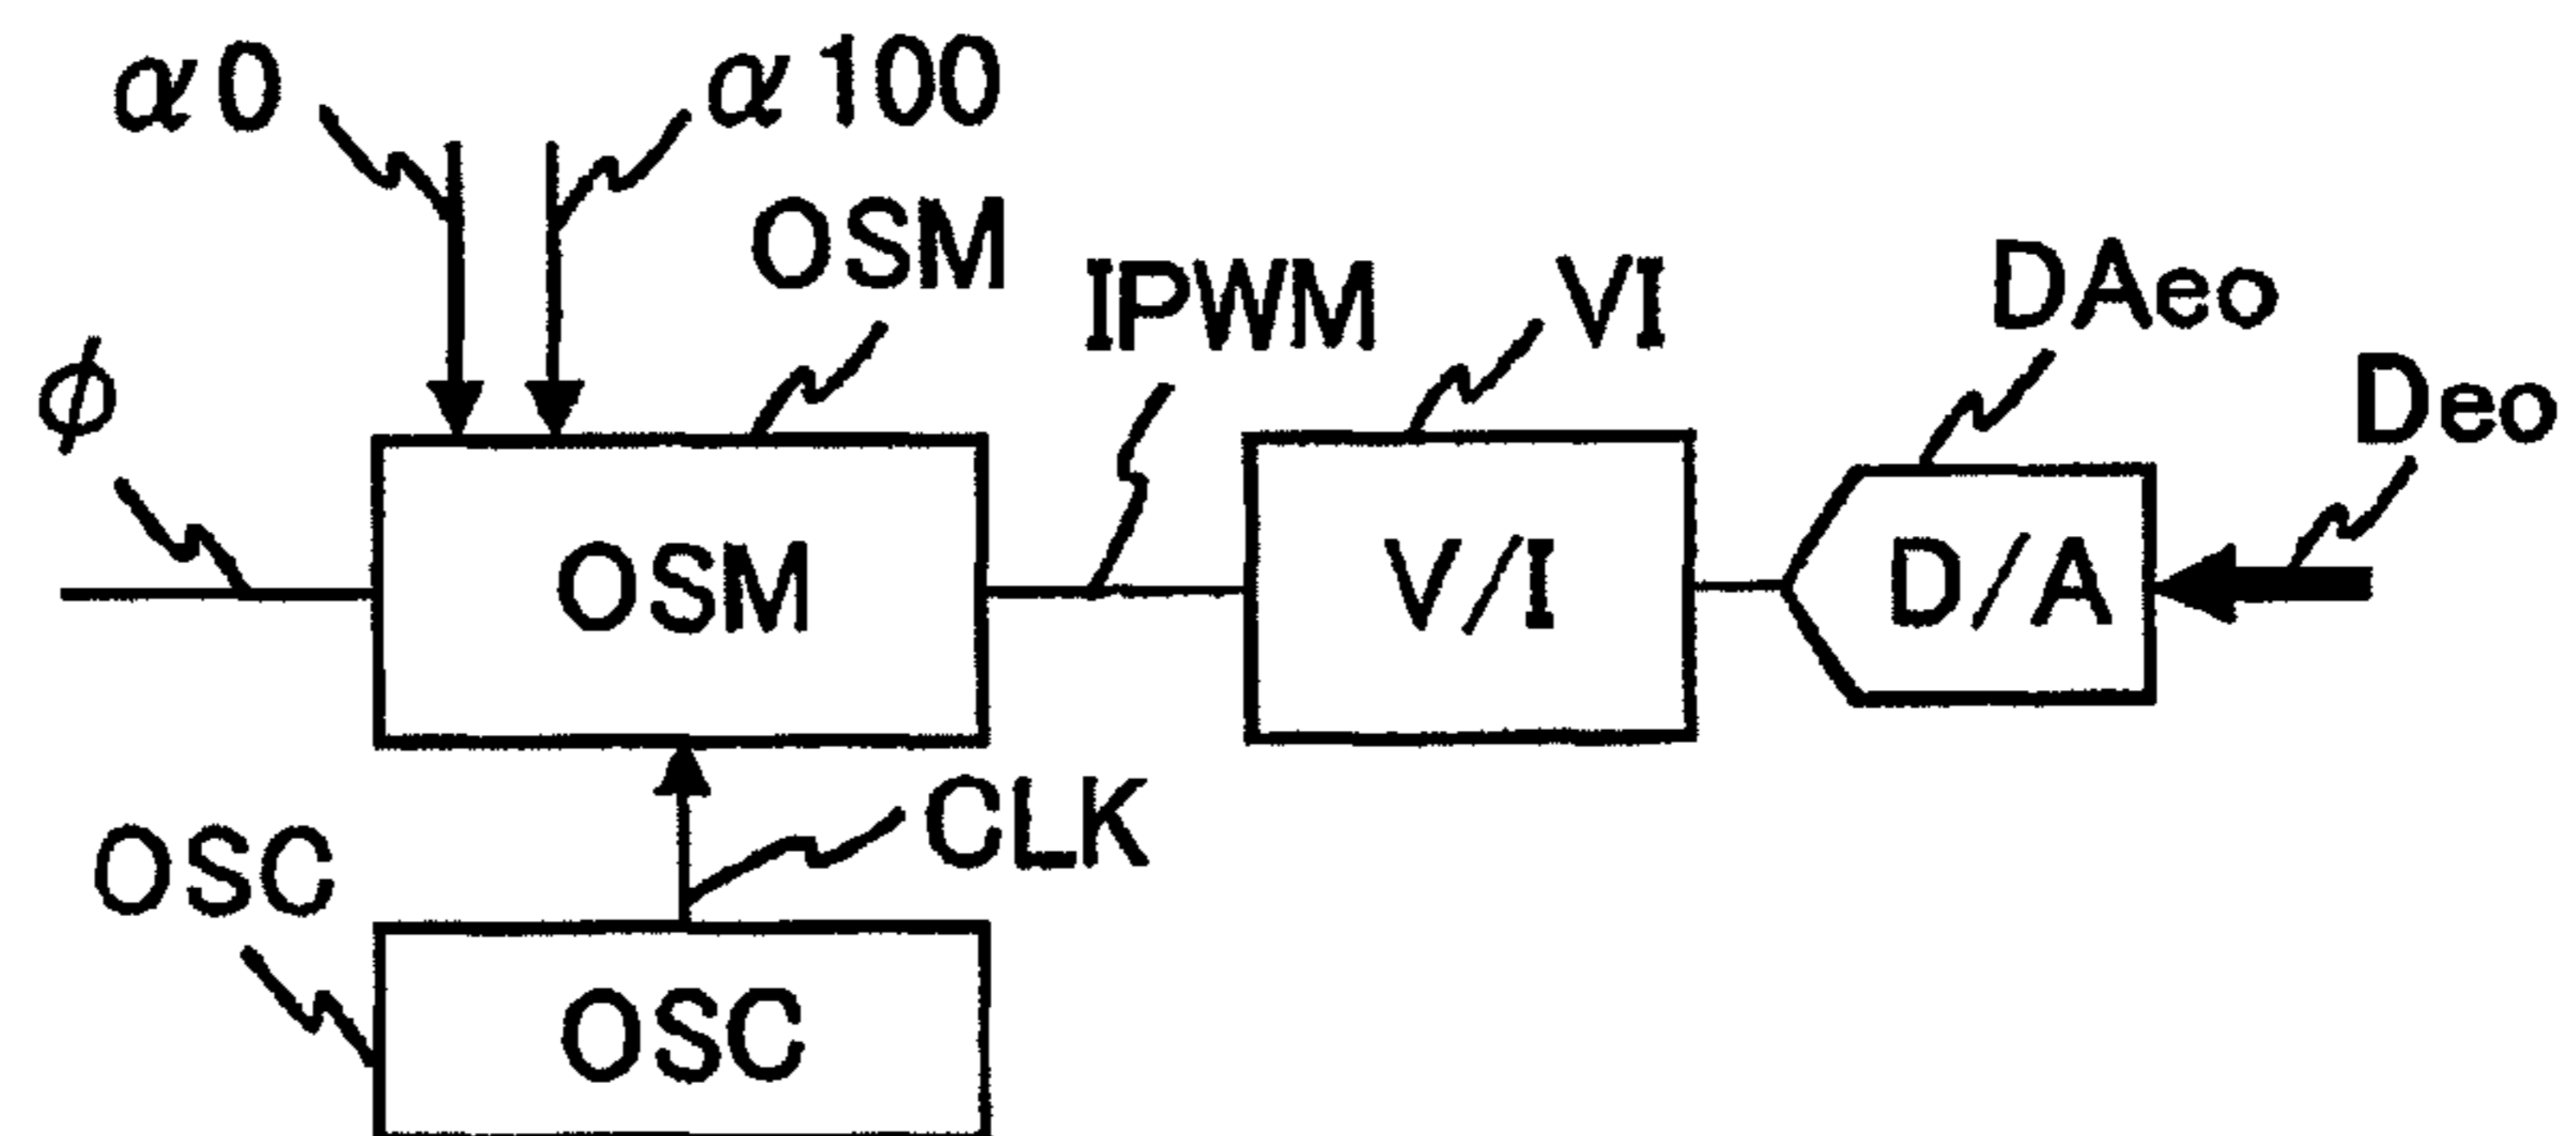 α0
α100
OSM
IPWM
VI
DAeo
Deo
ϕ
OSM
V/I
D/A
CLK
OSC
OSC